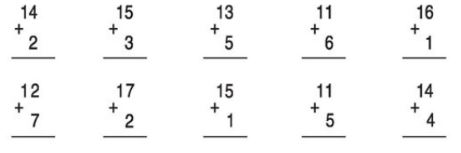 14 15 13 11 16
+ + + + +
2 3 5 6 1
12 17 15 11 14
+ + + + +
7 2 1 5 4